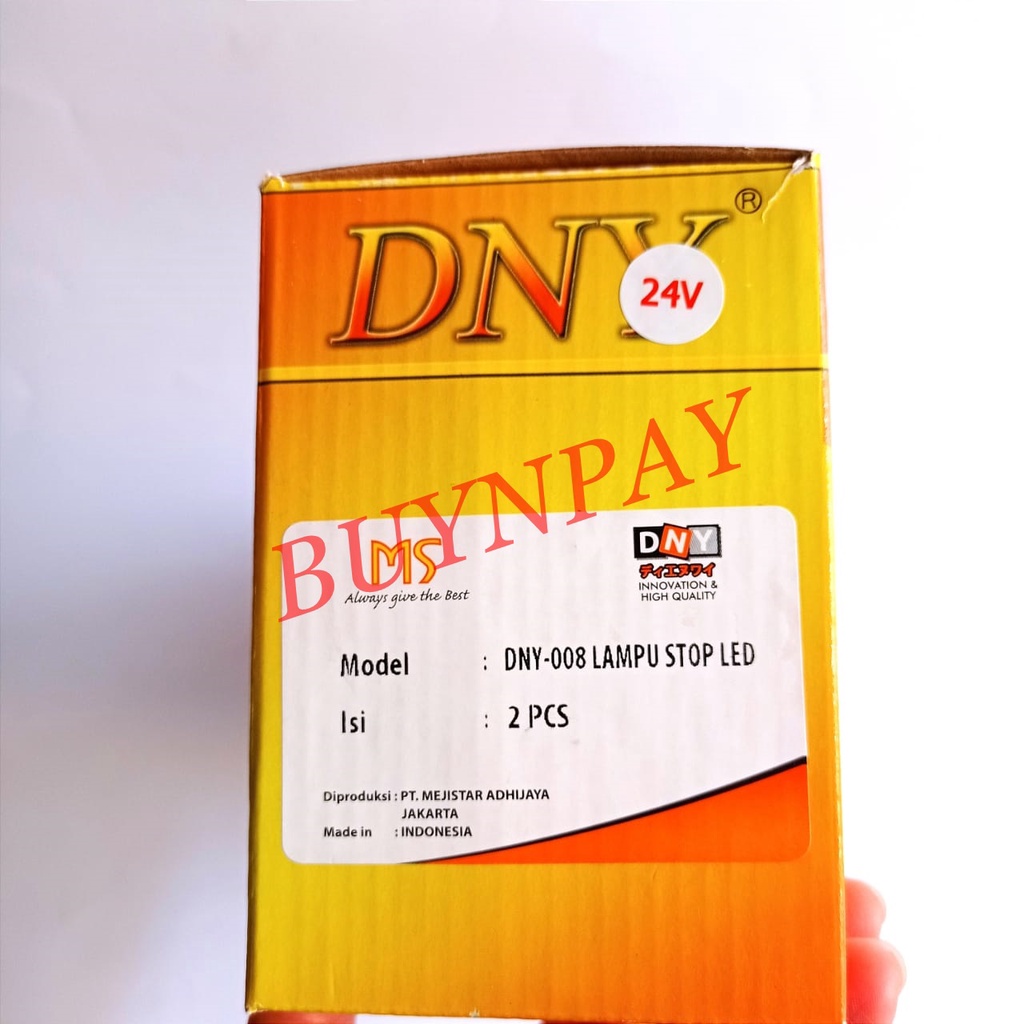 DNY®
24V
BUYNPAY
MS
Always give the Best
DNY
ディエヌワイ
INNOVATION &
HIGH QUALITY
Model : DNY-008 LAMPU STOP LED
Isi : 2 PCS
Diproduksi : PT. MEJISTAR ADHIJAYA
JAKARTA
Made in : INDONESIA